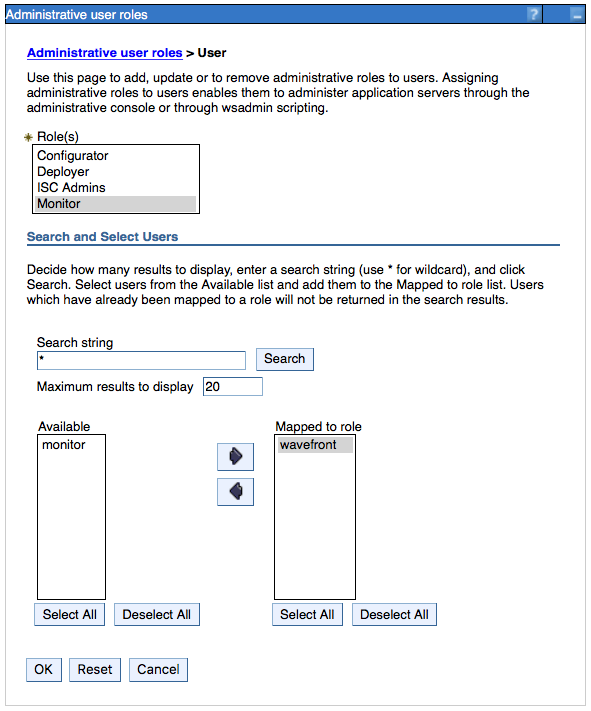 Administrative user roles
?
Administrative user roles > User
Use this page to add, update or to remove administrative roles to users. Assigning
administrative roles to users enables them to administer application servers through the
administrative console or through wsadmin scripting.
Role(s)
Configurator
Deployer
ISC Admins
Monitor
Search and Select Users
Decide how many results to display, enter a search string (use * for wildcard), and click
Search. Select users from the Available list and add them to the Mapped to role list. Users
which have already been mapped to a role will not be returned in the search results.
Search string
*
Search
Maximum results to display 20
Available
monitor
Mapped to role
wavefront
Select All Deselect All
Select All Deselect All
OK Reset Cancel